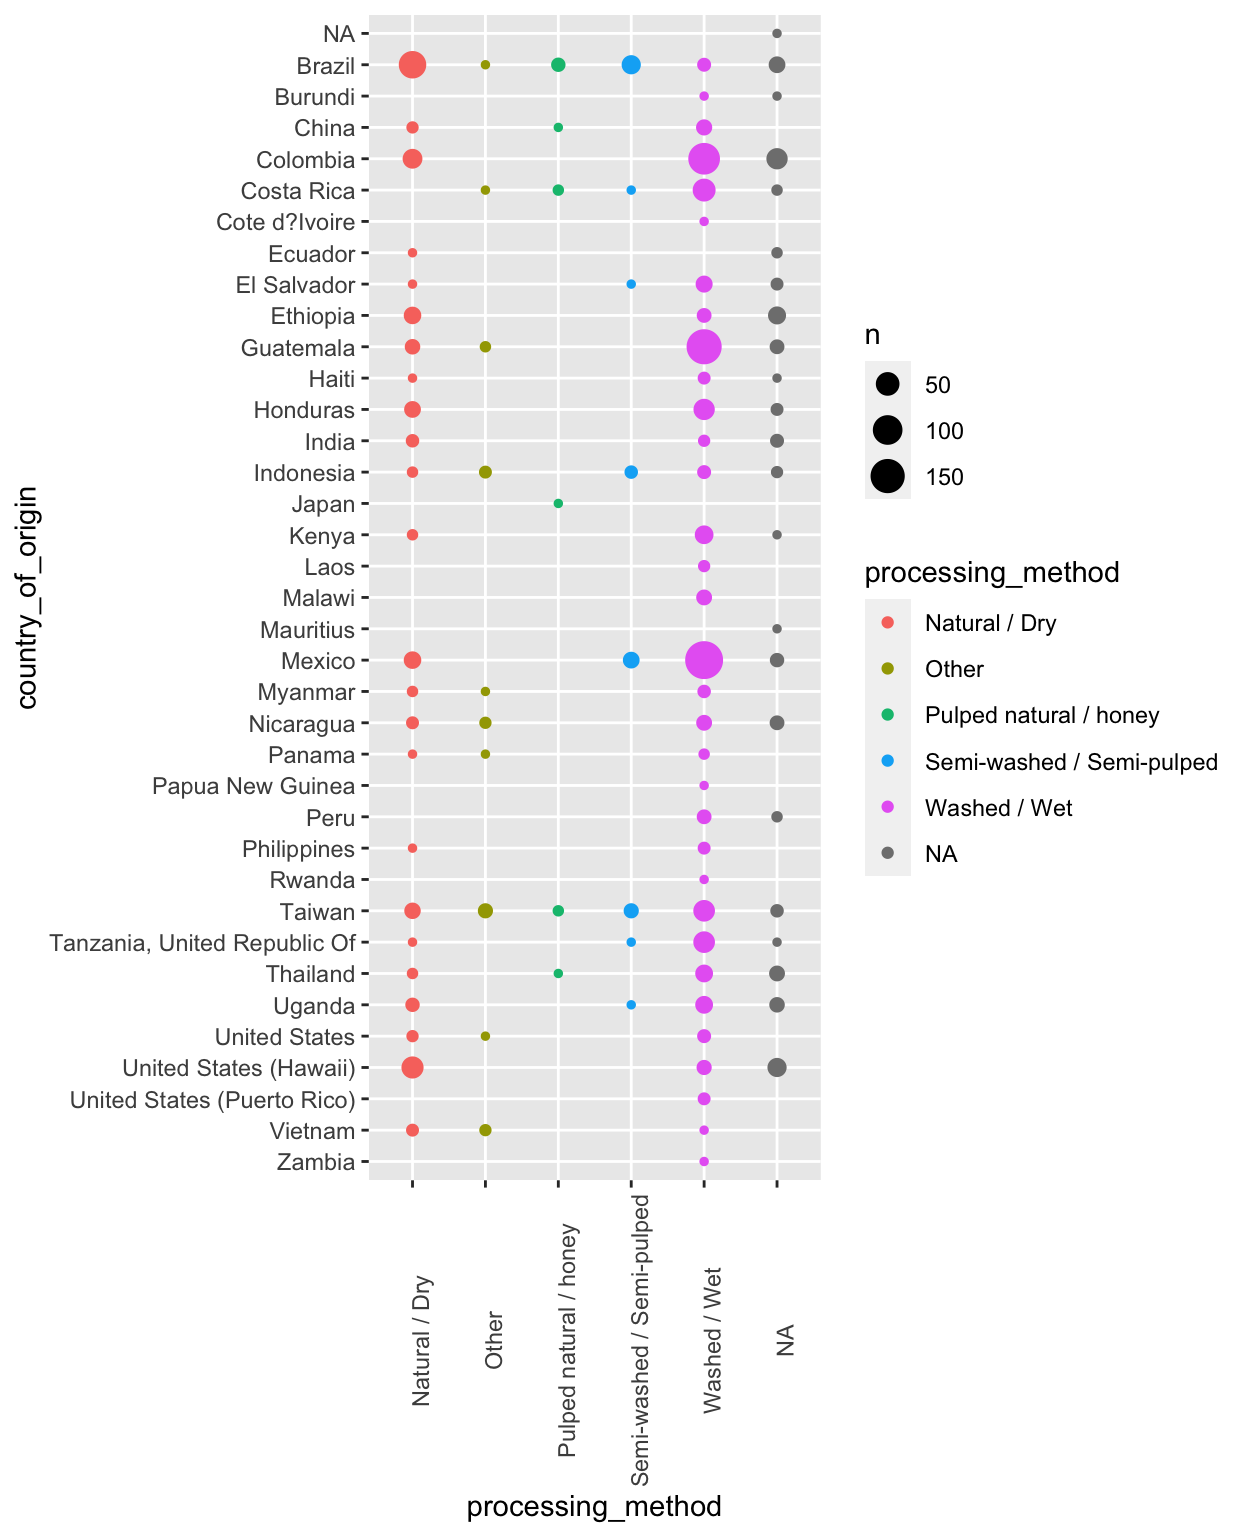 NA
Brazil
Burundi
China
Colombia
Costa Rica
Cote d?Ivoire
Ecuador
El Salvador
Ethiopia
Guatemala
Haiti
Honduras
India
Indonesia
Japan
Kenya
Laos
Malawi
Mauritius
Mexico
Myanmar
Nicaragua
Panama
Papua New Guinea
Peru
Philippines
Rwanda
Taiwan
Tanzania, United Republic Of
Thailand
Uganda
United States
United States (Hawaii)
United States (Puerto Rico)
Vietnam
Zambia
country_of_origin
Natural / Dry
Other
Pulped natural / honey
Semi-washed / Semi-pulped
Washed / Wet
NA
processing_method
n
50
100
150
processing_method
Natural / Dry
Other
Pulped natural / honey
Semi-washed / Semi-pulped
Washed / Wet
NA